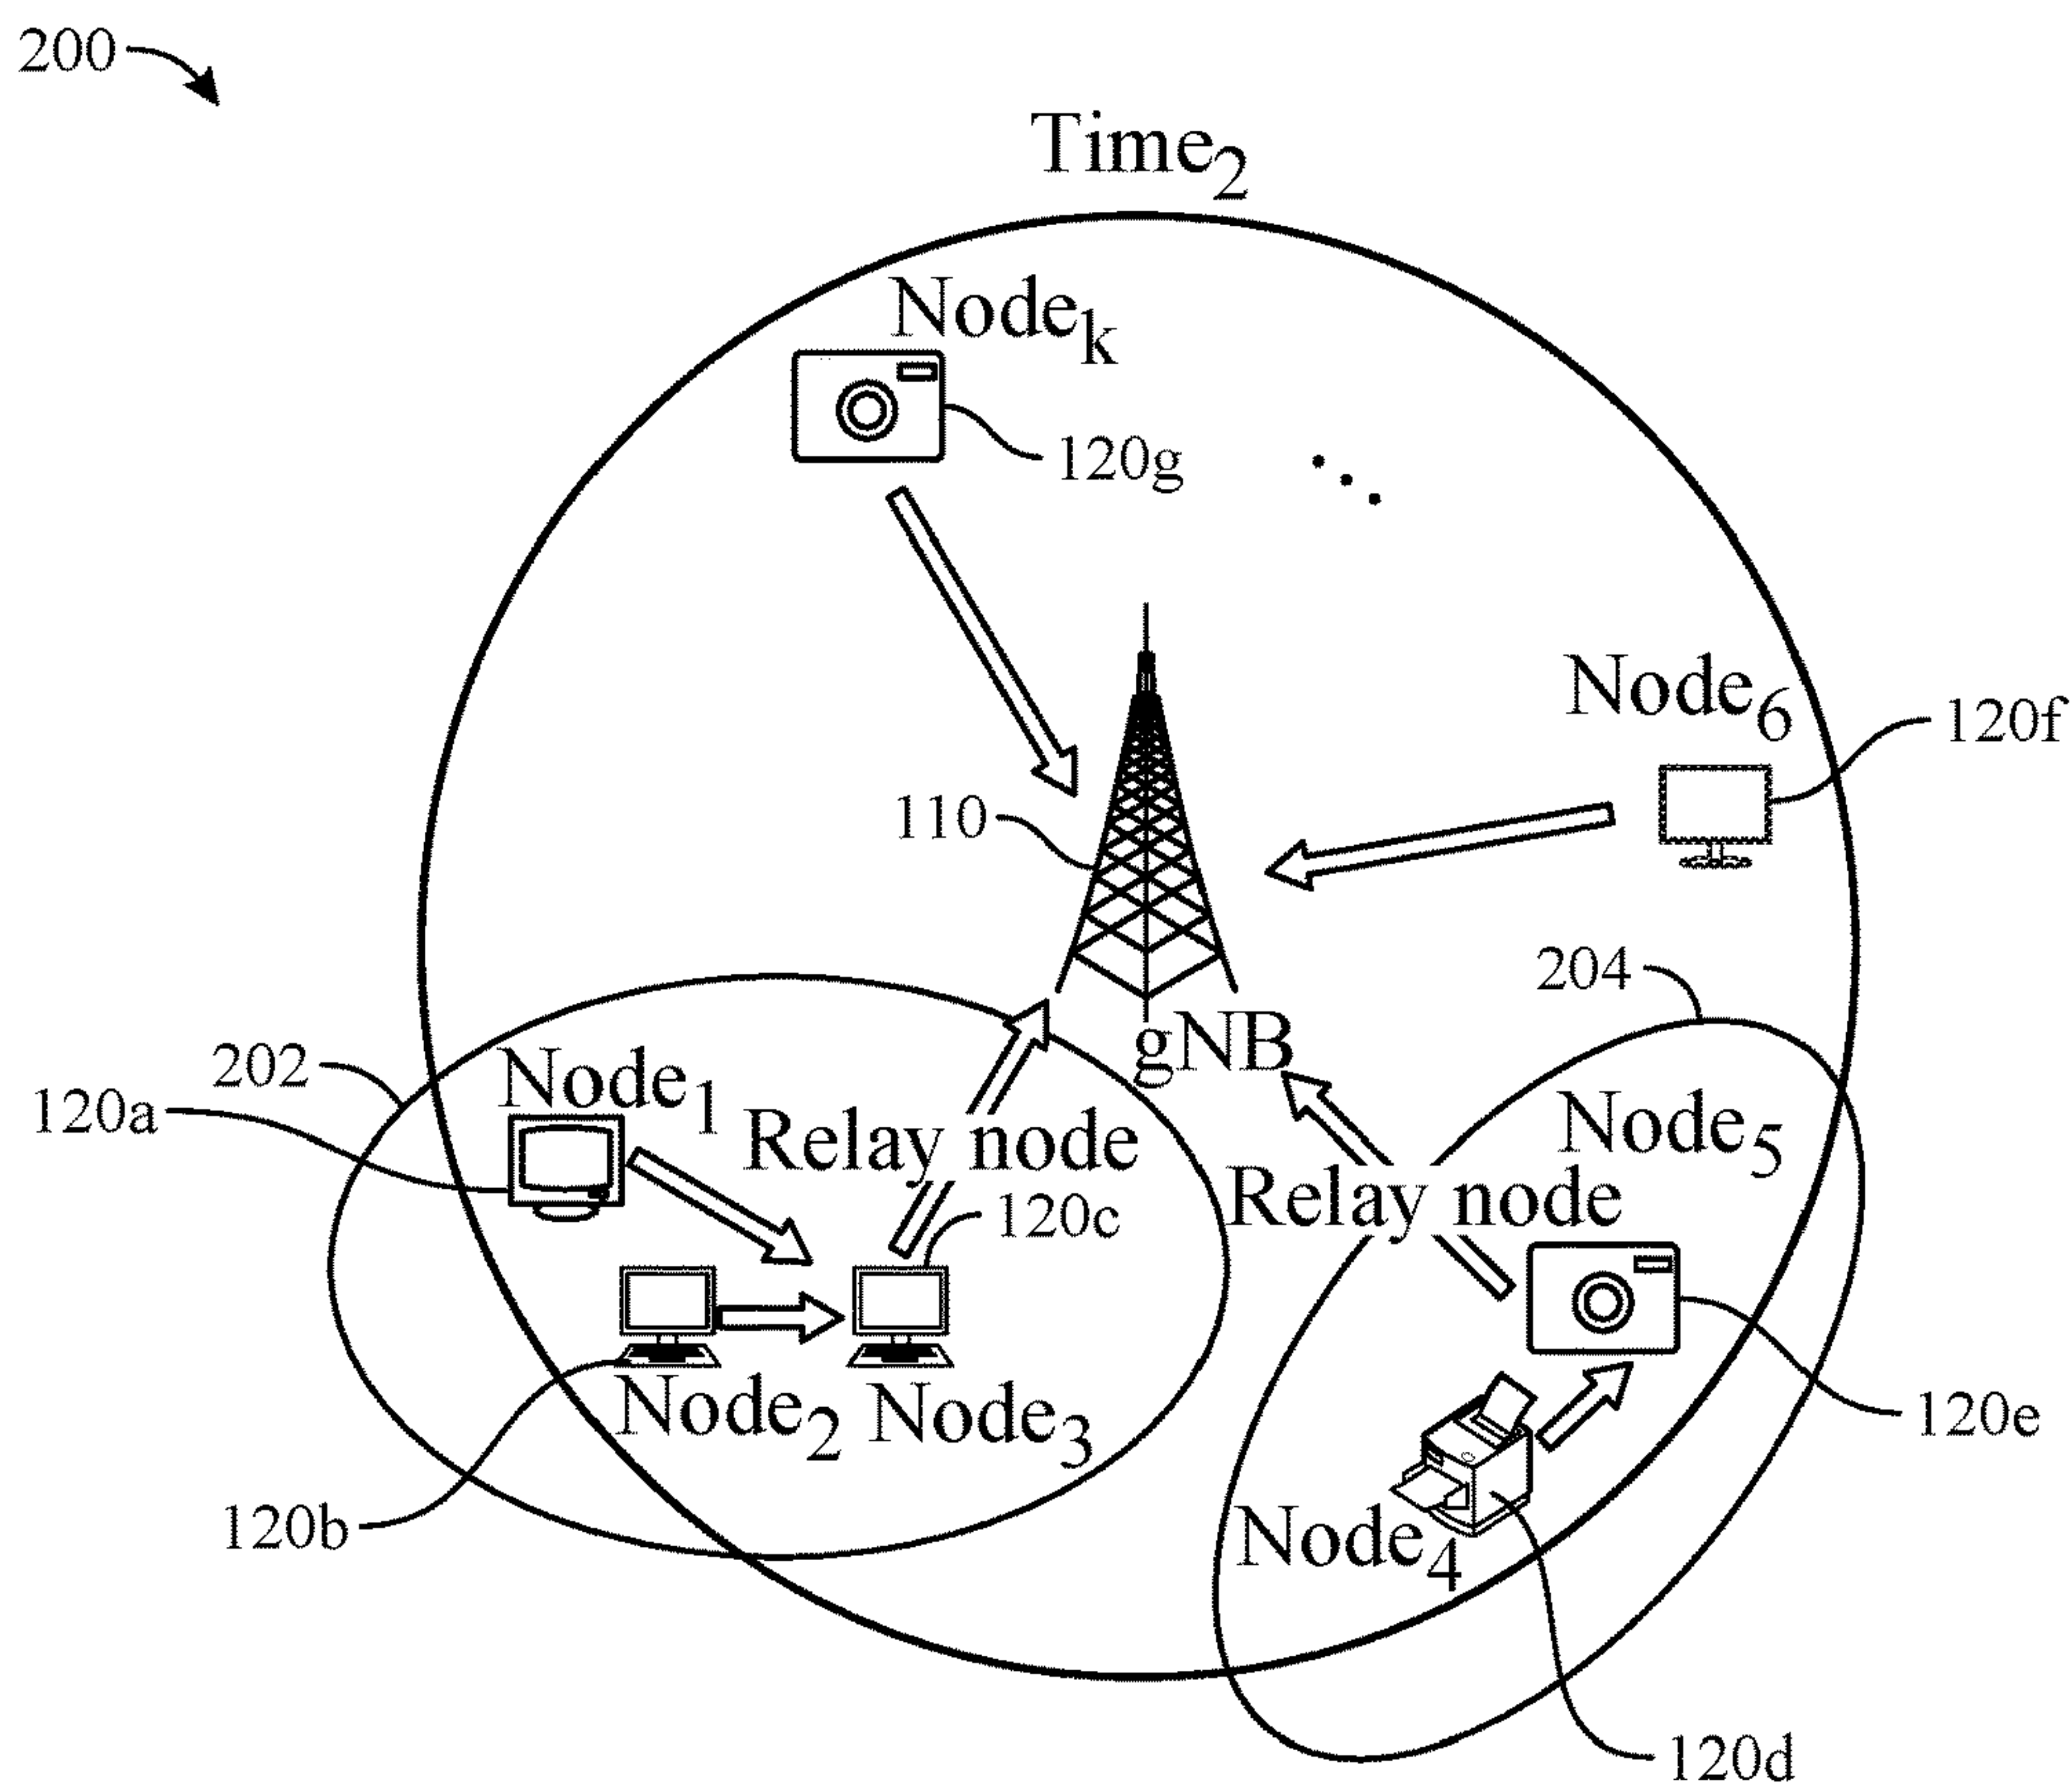 200
Time2
Nodek
120g
Node6
120f
110
204
gNB
202
Node1
120a
Relay node
Node5
Relay node
120c
Node2
Node3
120e
120b
Node4
120d